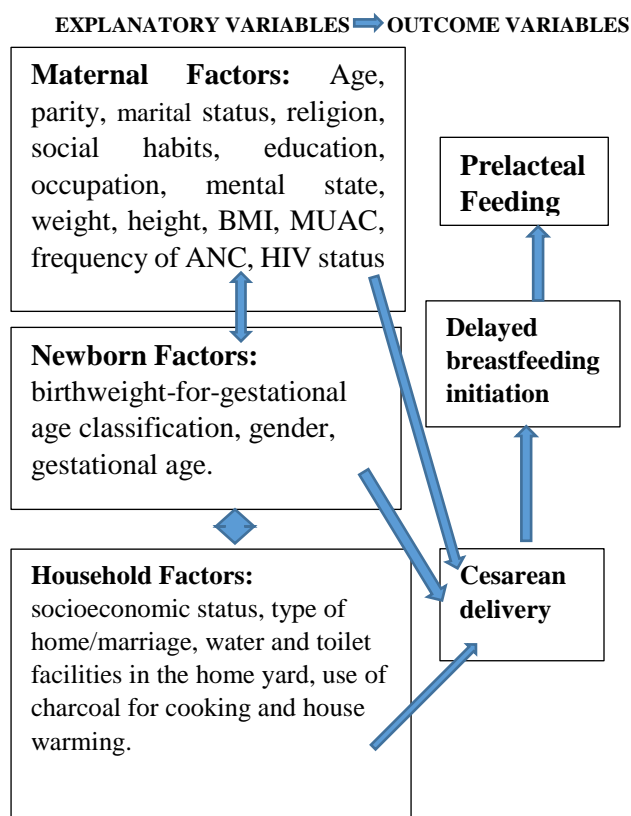 EXPLANATORY VARIABLES OUTCOME VARIABLES
Maternal Factors: Age,
parity, marital status, religion,
social habits, education,
occupation, mental state,
weight, height, BMI, MUAC,
frequency of ANC, HIV status
Newborn Factors:
birthweight-for-gestational
age classification, gender,
gestational age.
Household Factors:
socioeconomic status, type of
home/marriage, water and toilet
facilities in the home yard, use of
charcoal for cooking and house
warming.
Prelacteal
Feeding
Delayed
breastfeeding
initiation
Cesarean
delivery